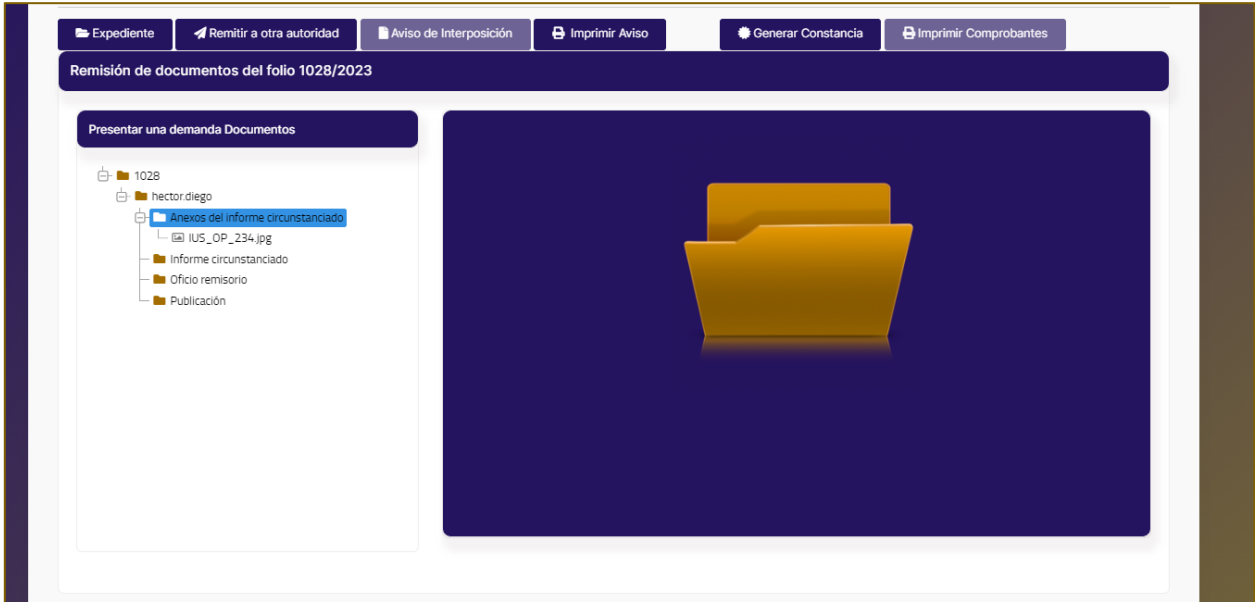 Expediente Remitir a otra autoridad Aviso de Interposición Imprimir Aviso Generar Constancia Imprimir Comprobantes
Remisión de documentos del folio 1028/2023
Presentar una demanda Documentos
1028
hector.diego
Anexos del informe circunstanciado
IUS_OP_234.jpg
Informe circunstanciado
Oficio remisorio
Publicación